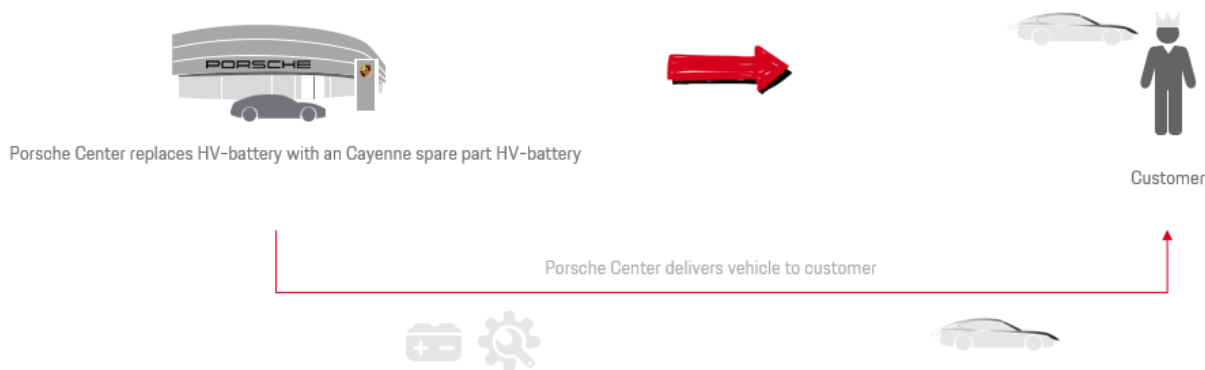 PORSCHE
Porsche Center replaces HV-battery with an Cayenne spare part HV-battery
Customer
Porsche Center delivers vehicle to customer